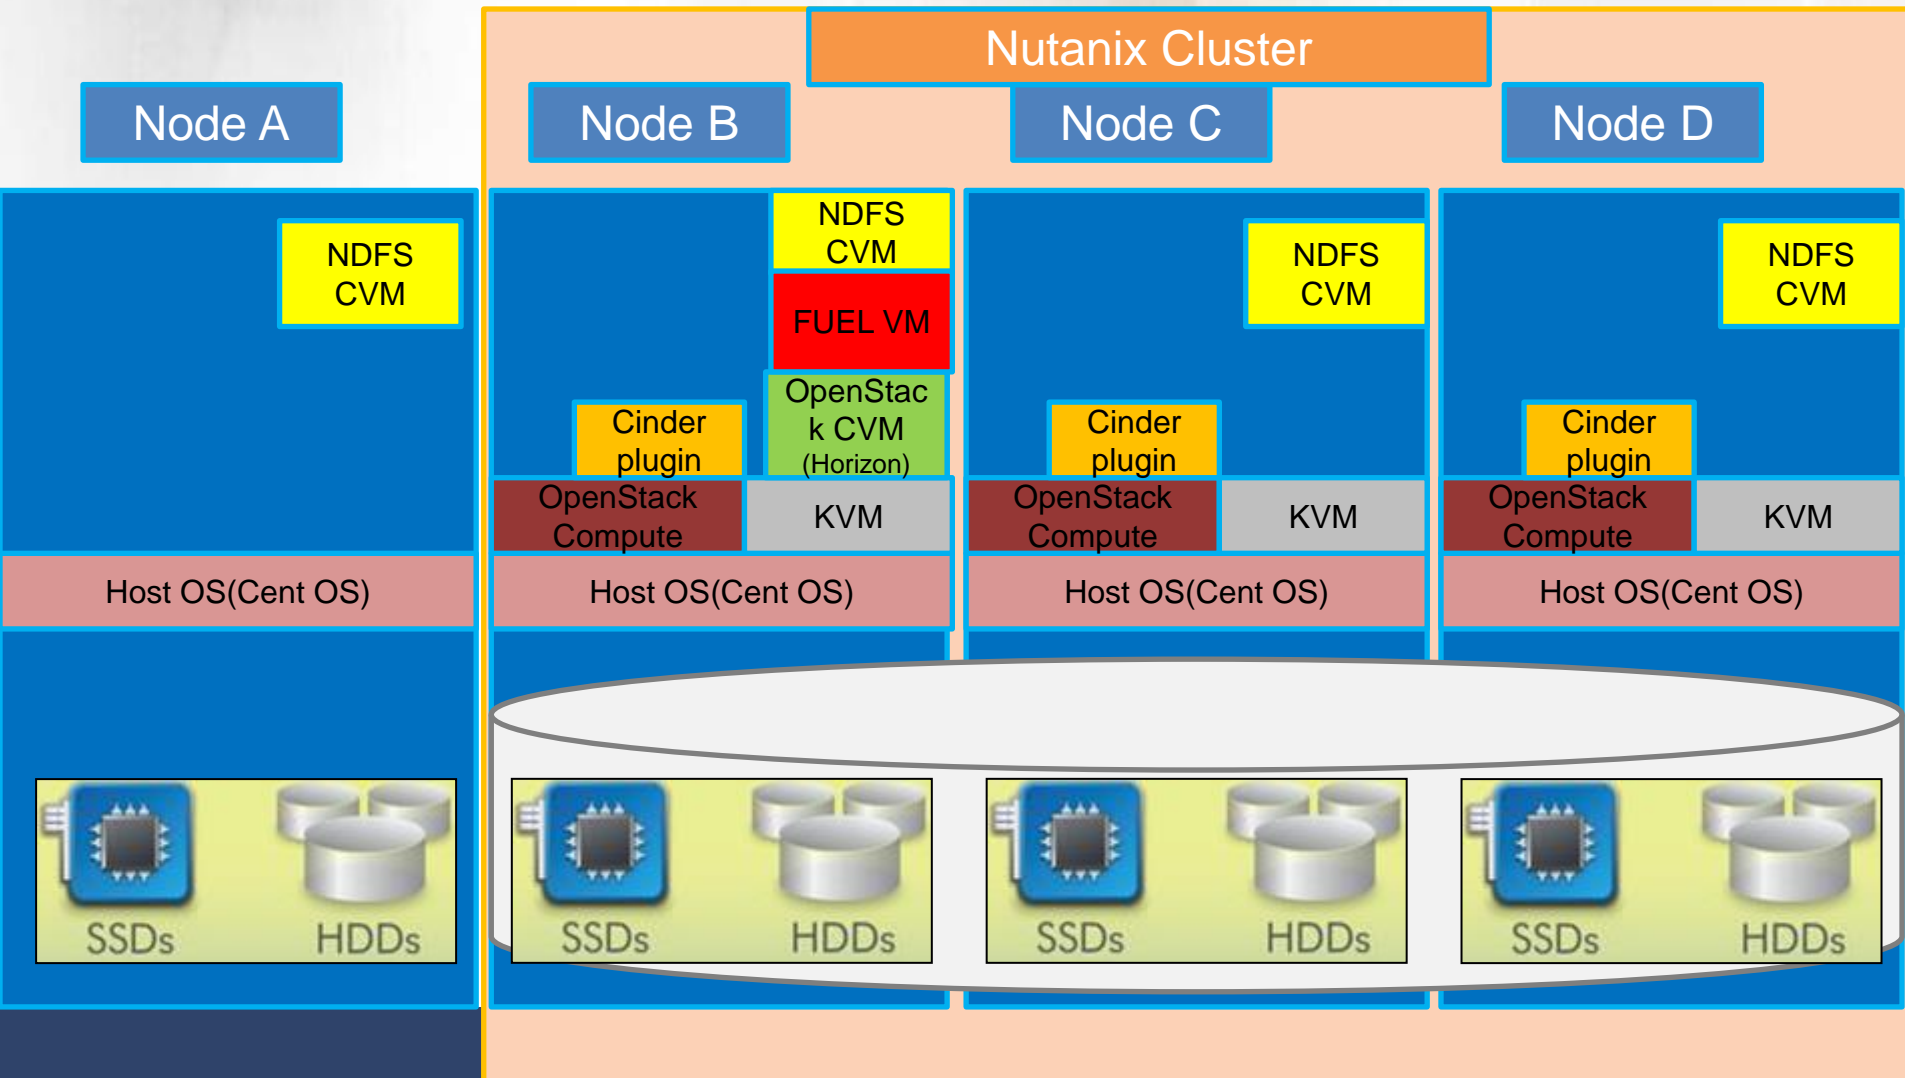 Nutanix Cluster
Node A
Node B
Node C
Node D
NDFS
CVM
NDFS
CVM
FUEL VM
OpenStac
k CVM
(Horizon)
NDFS
CVM
NDFS
CVM
Cinder
plugin
Cinder
plugin
Cinder
plugin
OpenStack
Compute
KVM
OpenStack
Compute
KVM
OpenStack
Compute
KVM
Host OS(Cent OS)
Host OS(Cent OS)
Host OS(Cent OS)
Host OS(Cent OS)
SSDs
HDDs
SSDs
HDDs
SSDs
HDDs
SSDs
HDDs